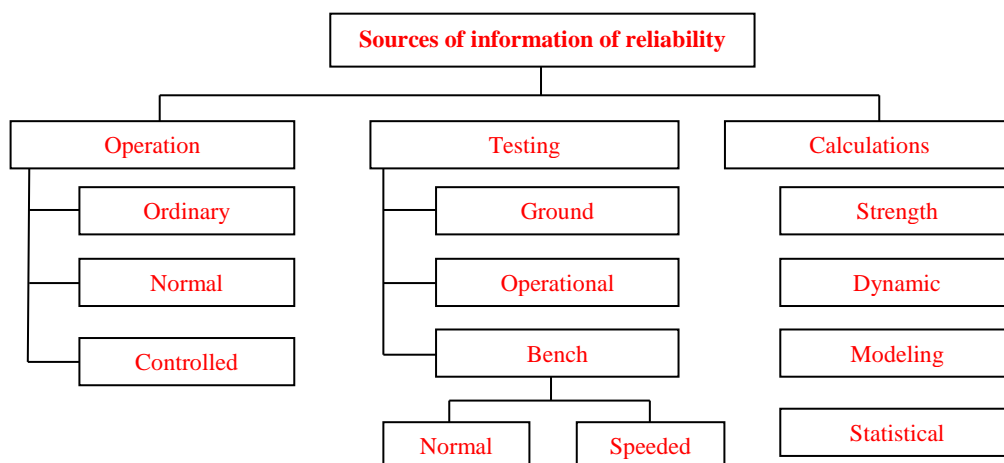 Sources of information of reliability
Operation
Testing
Calculations
Ordinary
Ground
Strength
Normal
Operational
Dynamic
Controlled
Bench
Modeling
Normal
Speeded
Statistical